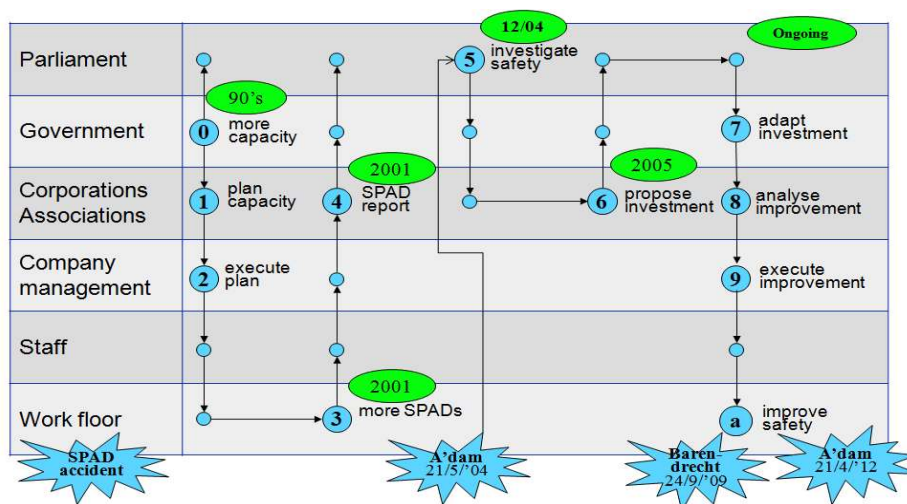 12/04
Ongoing
Parliament
5
investigate
safety
90's
Government
0
more
capacity
7
adapt
investment
2001
2005
Corporations
Associations
1
plan
capacity
4
SPAD
report
6
propose
investment
8
analyse
improvement
Company
management
2
execute
plan
9
execute
improvement
Staff
2001
Work floor
3
more SPADs
a
improve
safety
SPAD
accident
A'dam
21/5/'04
Baren-
drecht
24/9/'09
A'dam
21/4/'12